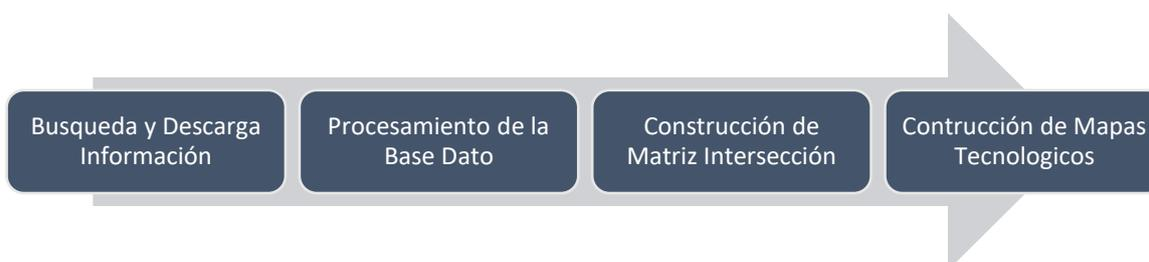 Busqueda y Descarga
Información
Procesamiento de la
Base Dato
Construcción de
Matriz Intersección
Contrucción de Mapas
Tecnologicos